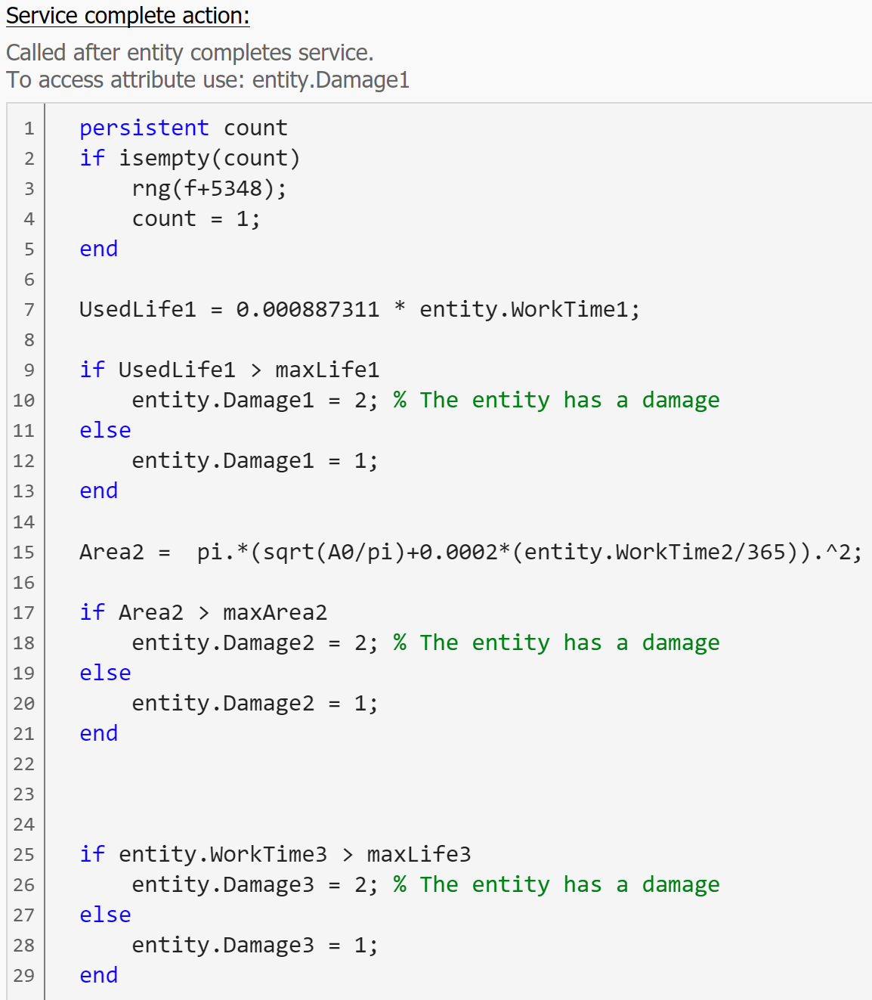 Service complete action:
Called after entity completes service.
To access attribute use: entity.Damage1
1 persistent count
2 if isempty(count)
3     rng(f+5348);
4     count = 1;
5 end
6
7 UsedLife1 = 0.000887311 * entity.WorkTime1;
8
9 if UsedLife1 > maxLife1
10     entity.Damage1 = 2; % The entity has a damage
11 else
12     entity.Damage1 = 1;
13 end
14
15 Area2 =  pi.*(sqrt(A0/pi)+0.0002*(entity.WorkTime2/365)).^2;
16
17 if Area2 > maxArea2
18     entity.Damage2 = 2; % The entity has a damage
19 else
20     entity.Damage2 = 1;
21 end
22
23
24
25 if entity.WorkTime3 > maxLife3
26     entity.Damage3 = 2; % The entity has a damage
27 else
28     entity.Damage3 = 1;
29 end